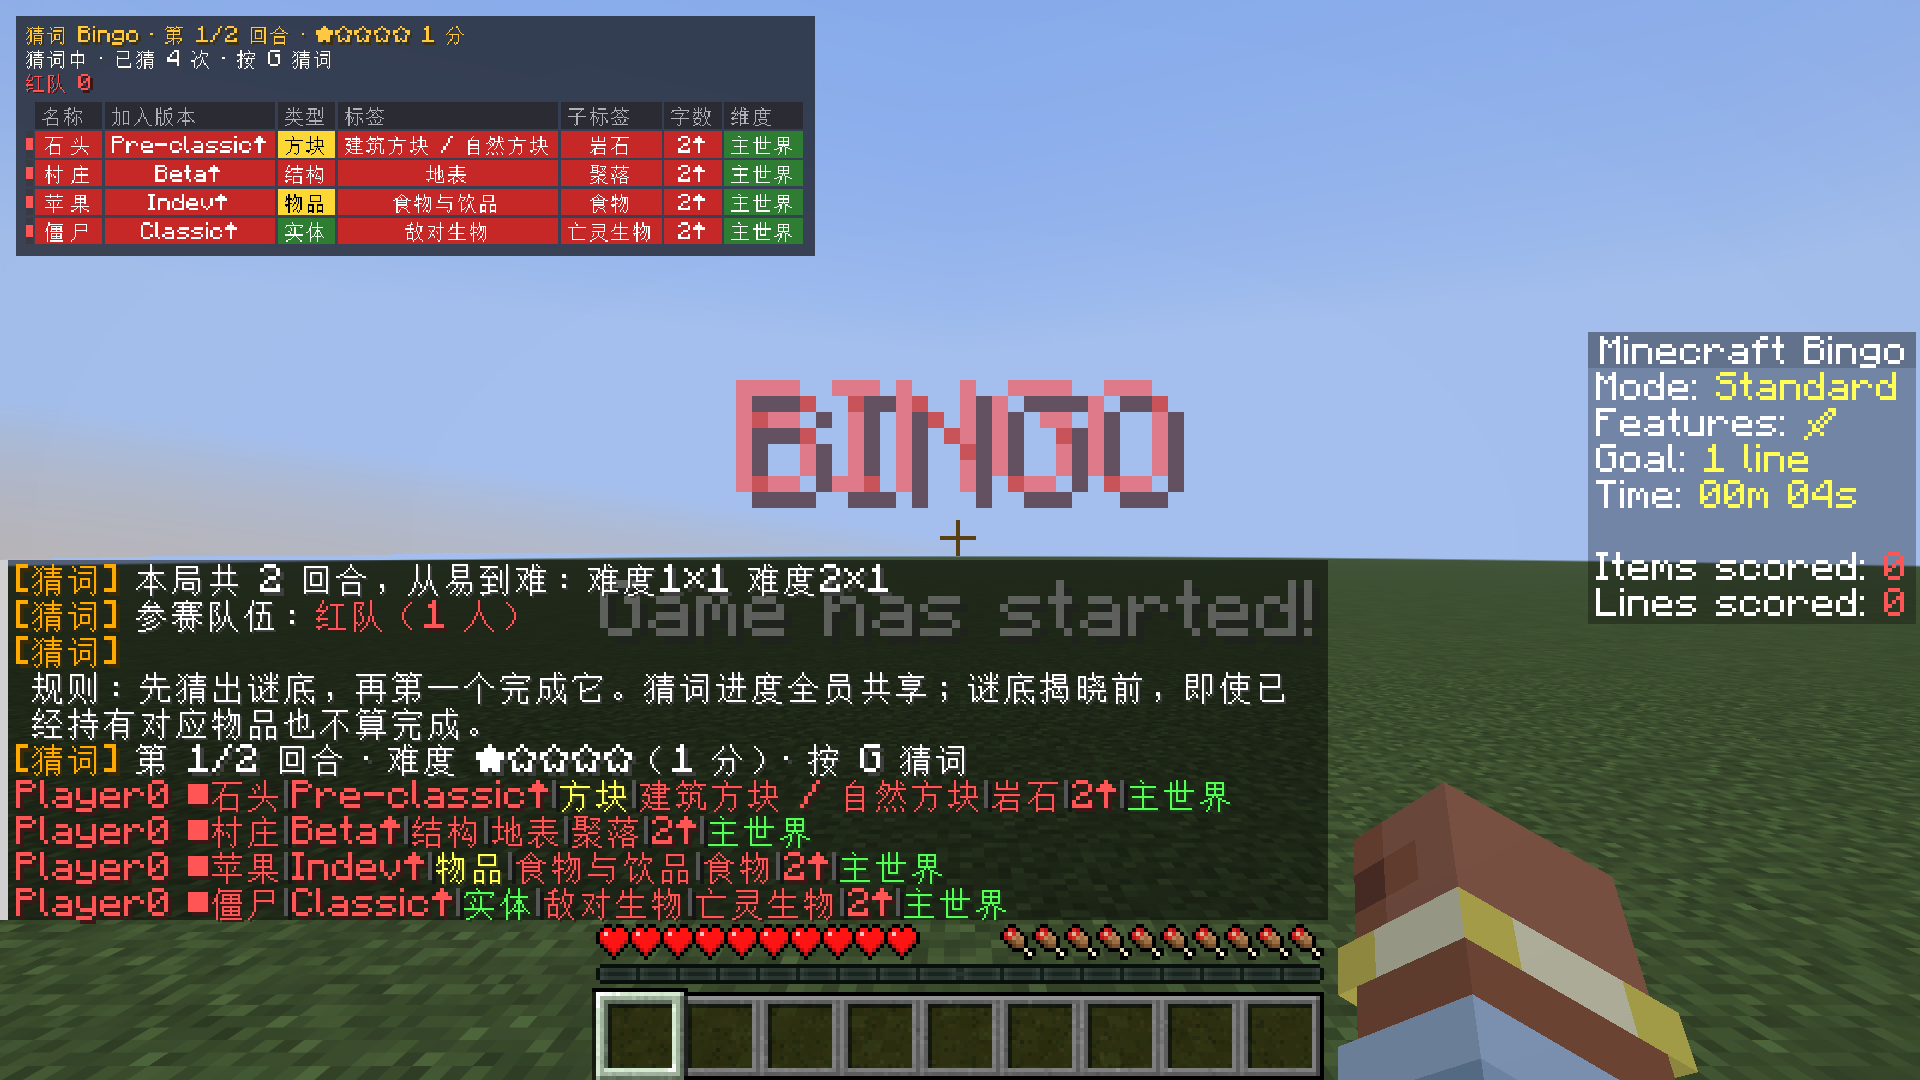 猜词 Bingo · 第 1/2 回合 · ★☆☆☆☆ 1 分
猜词中 · 已猜 4 次 · 按 G 猜词
红队 0
名称 加入版本 类型 标签 子标签 字数 维度
石头 Pre-classic↑ 方块 建筑方块 / 自然方块 岩石 2↑ 主世界
村庄 Beta↑ 结构 地表 聚落 2↑ 主世界
苹果 Indev↑ 物品 食物与饮品 食物 2↑ 主世界
僵尸 Classic↑ 实体 敌对生物 亡灵生物 2↑ 主世界
Minecraft Bingo
Mode: Standard
Features:
Goal: 1 line
Time: 00m 04s
Items scored: 0
Lines scored: 0
BINGO
Game has started!
[猜词] 本局共 2 回合，从易到难：难度1×1 难度2×1
[猜词] 参赛队伍：红队（1 人）
[猜词]
规则：先猜出谜底，再第一个完成它。猜词进度全员共享；谜底揭晓前，即使已
经持有对应物品也不算完成。
[猜词] 第 1/2 回合 · 难度 ★☆☆☆☆（1 分）· 按 G 猜词
Player0 ■石头|Pre-classic↑|方块|建筑方块 / 自然方块|岩石|2↑|主世界
Player0 ■村庄|Beta↑|结构|地表|聚落|2↑|主世界
Player0 ■苹果|Indev↑|物品|食物与饮品|食物|2↑|主世界
Player0 ■僵尸|Classic↑|实体|敌对生物|亡灵生物|2↑|主世界